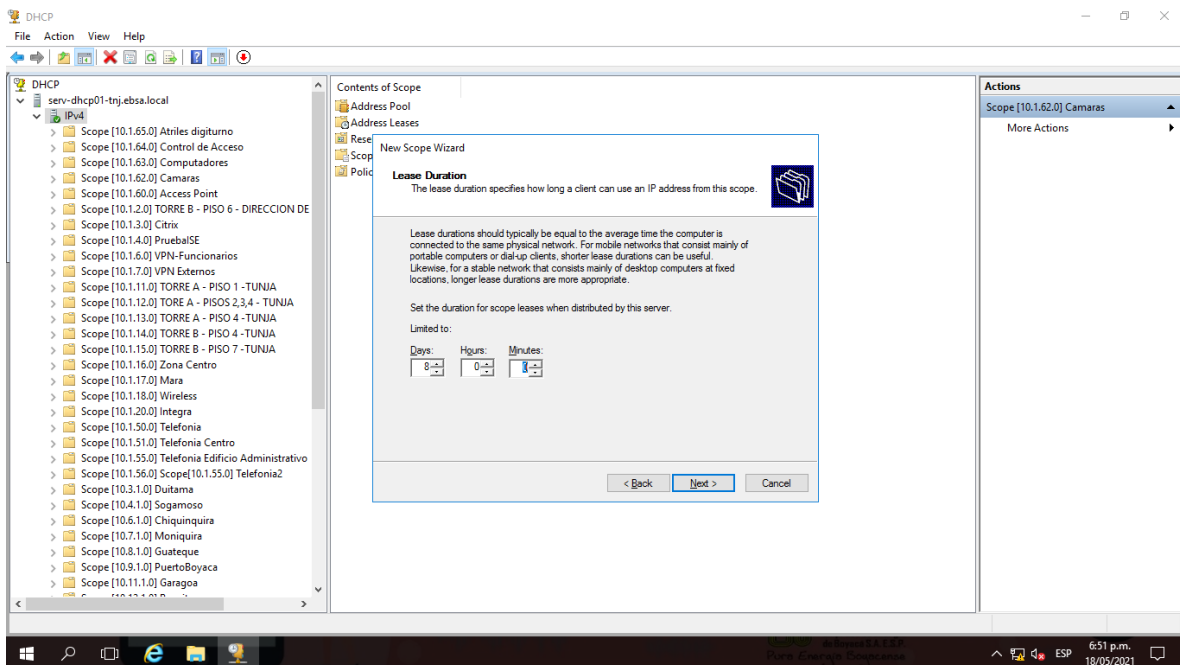 DHCP
File Action View Help
DHCP
serv-dhcp01-tnj.ebsa.local
IPv4
Scope [10.1.65.0] Atriles digiturno
Scope [10.1.64.0] Control de Acceso
Scope [10.1.63.0] Computadores
Scope [10.1.62.0] Camaras
Scope [10.1.60.0] Access Point
Scope [10.1.2.0] TORRE B - PISO 6 - DIRECCION DE
Scope [10.1.3.0] Citrix
Scope [10.1.4.0] PruebaISE
Scope [10.1.6.0] VPN-Funcionarios
Scope [10.1.7.0] VPN Externos
Scope [10.1.11.0] TORRE A - PISO 1 -TUNJA
Scope [10.1.12.0] TORE A - PISOS 2,3,4 - TUNJA
Scope [10.1.13.0] TORRE A - PISO 4 -TUNJA
Scope [10.1.14.0] TORRE B - PISO 4 -TUNJA
Scope [10.1.15.0] TORRE B - PISO 7 -TUNJA
Scope [10.1.16.0] Zona Centro
Scope [10.1.17.0] Mara
Scope [10.1.18.0] Wireless
Scope [10.1.20.0] Integra
Scope [10.1.50.0] Telefonia
Scope [10.1.51.0] Telefonia Centro
Scope [10.1.55.0] Telefonia Edificio Administrativo
Scope [10.1.56.0] Scope[10.1.55.0] Telefonia2
Scope [10.3.1.0] Duitama
Scope [10.4.1.0] Sogamoso
Scope [10.6.1.0] Chiquinquira
Scope [10.7.1.0] Moniquira
Scope [10.8.1.0] Guateque
Scope [10.9.1.0] PuertoBoyaca
Scope [10.11.1.0] Garagoa
Contents of Scope
Address Pool
Address Leases
Rese
Scop
Polic
New Scope Wizard
Lease Duration
The lease duration specifies how long a client can use an IP address from this scope.
Lease durations should typically be equal to the average time the computer is
connected to the same physical network. For mobile networks that consist mainly of
portable computers or dial-up clients, shorter lease durations can be useful.
Likewise, for a stable network that consists mainly of desktop computers at fixed
locations, longer lease durations are more appropriate.
Set the duration for scope leases when distributed by this server.
Limited to:
Days: Hours: Minutes:
8 0 0
< Back Next > Cancel
Actions
Scope [10.1.62.0] Camaras
More Actions
ESP
6:51 p.m.
18/05/2021